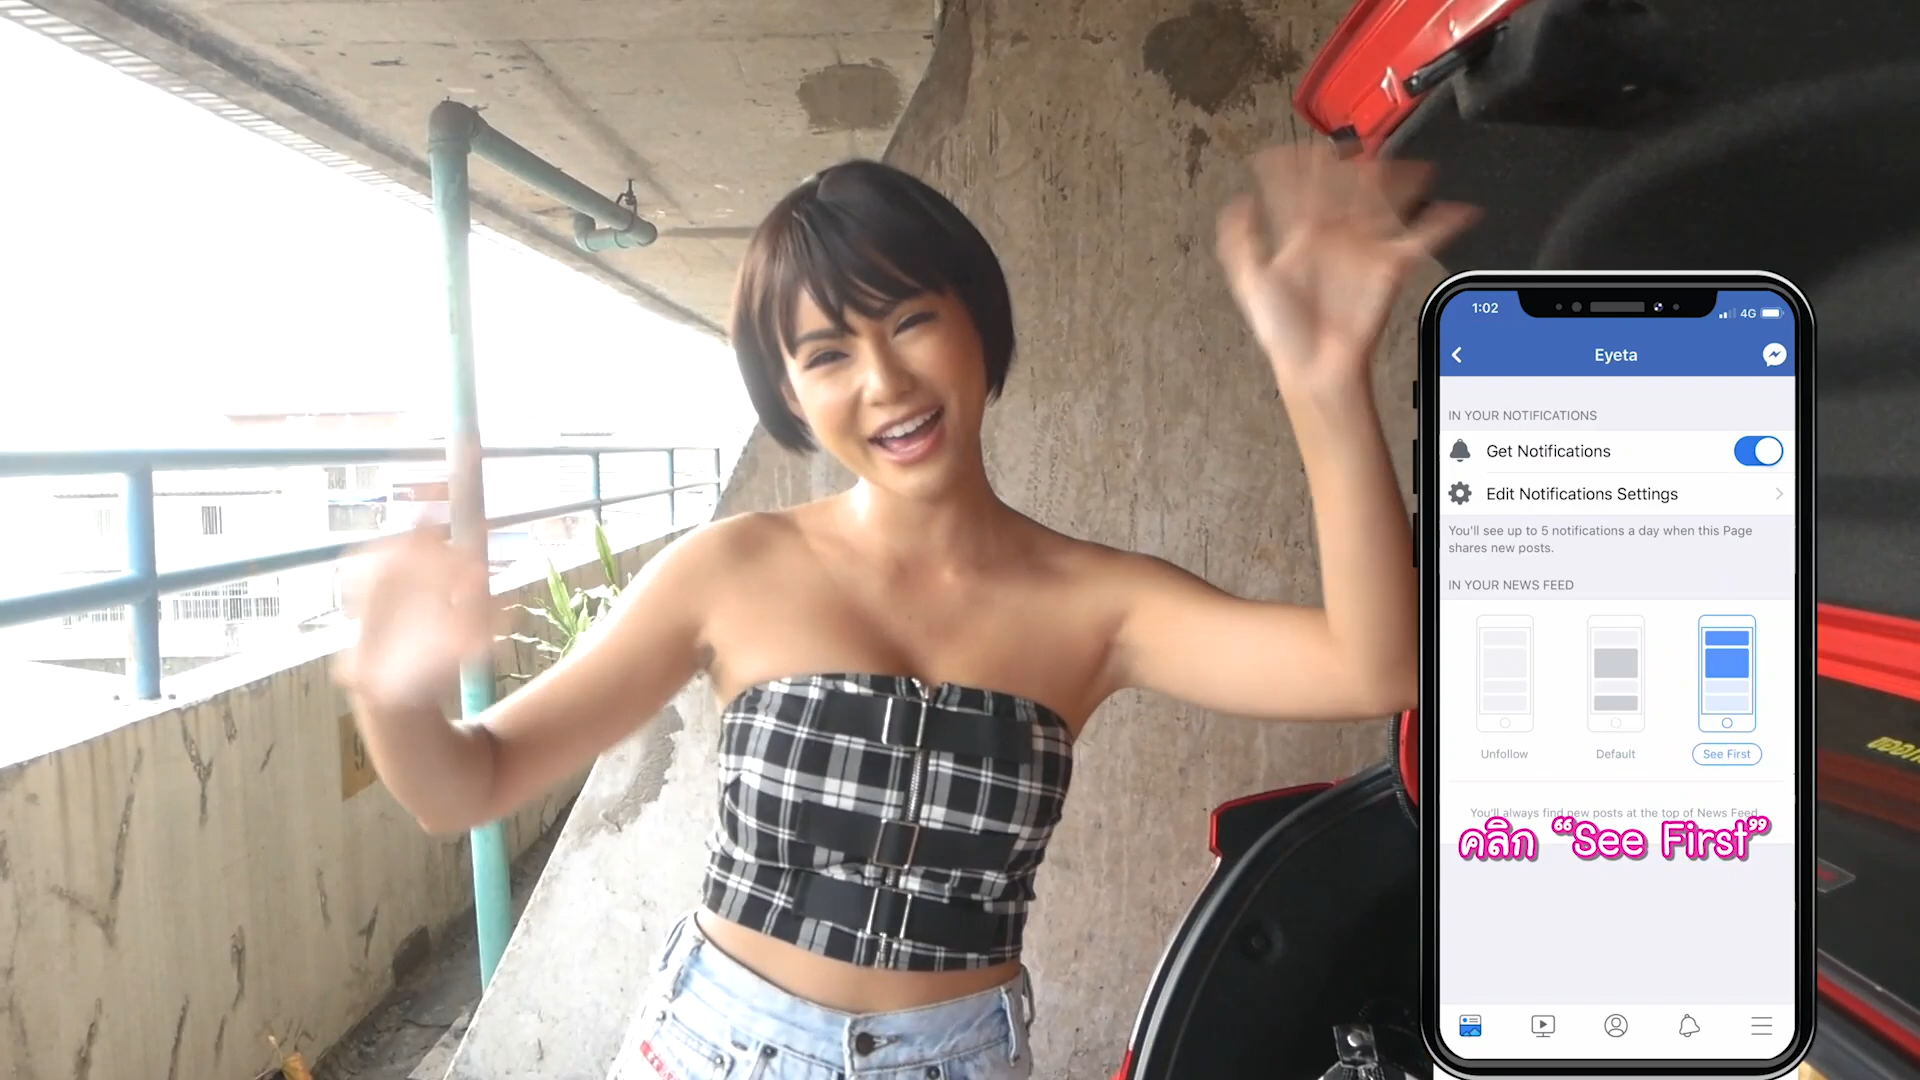 1:02
4G
Eyeta
IN YOUR NOTIFICATIONS
Get Notifications
Edit Notifications Settings
You'll see up to 5 notifications a day when this Page
shares new posts.
IN YOUR NEWS FEED
Unfollow
Default
See First
You'll always find new posts at the top of News Feed.
คลิก “See First”